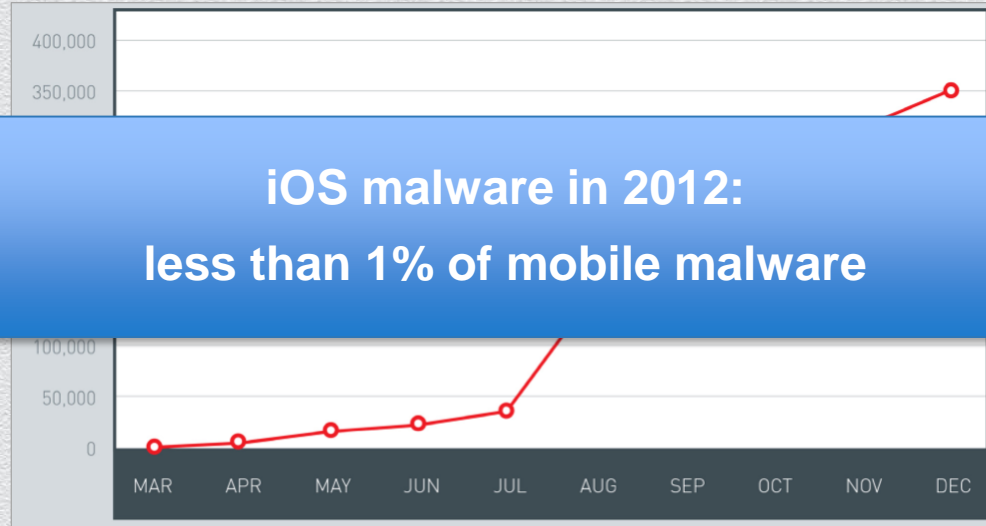 400,000
350,000
iOS malware in 2012:
less than 1% of mobile malware
100,000
50,000
0
MAR APR MAY JUN JUL AUG SEP OCT NOV DEC